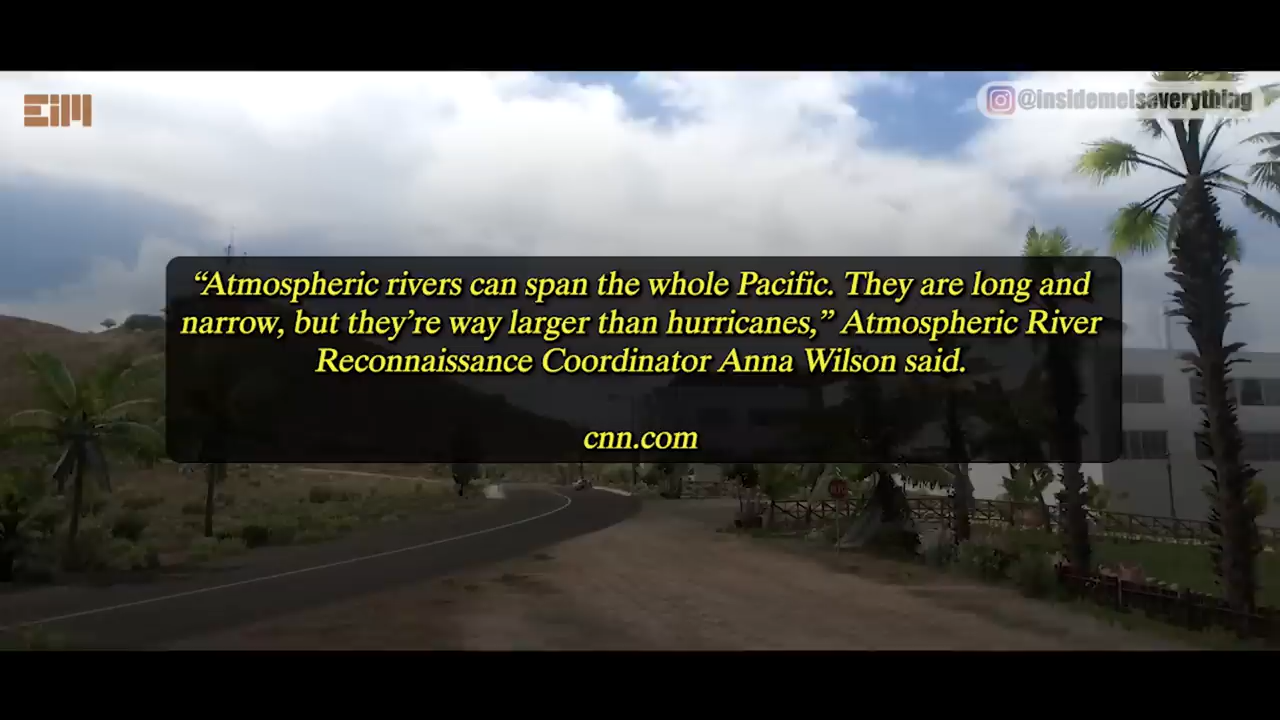 EiM
@insidemeisaverything
“Atmospheric rivers can span the whole Pacific. They are long and
narrow, but they’re way larger than hurricanes,” Atmospheric River
Reconnaissance Coordinator Anna Wilson said.
cnn.com